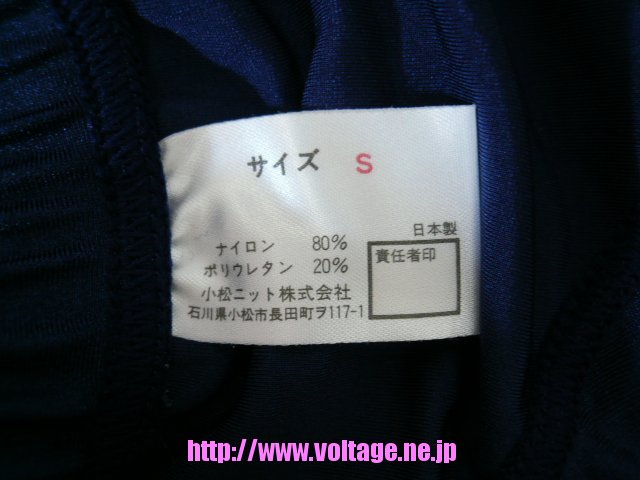 サイズ S
日本製
ナイロン 80%
ポリウレタン 20%
責任者印
小松ニット株式会社
石川県小松市長田町ヲ117-1
http://www.voltage.ne.jp